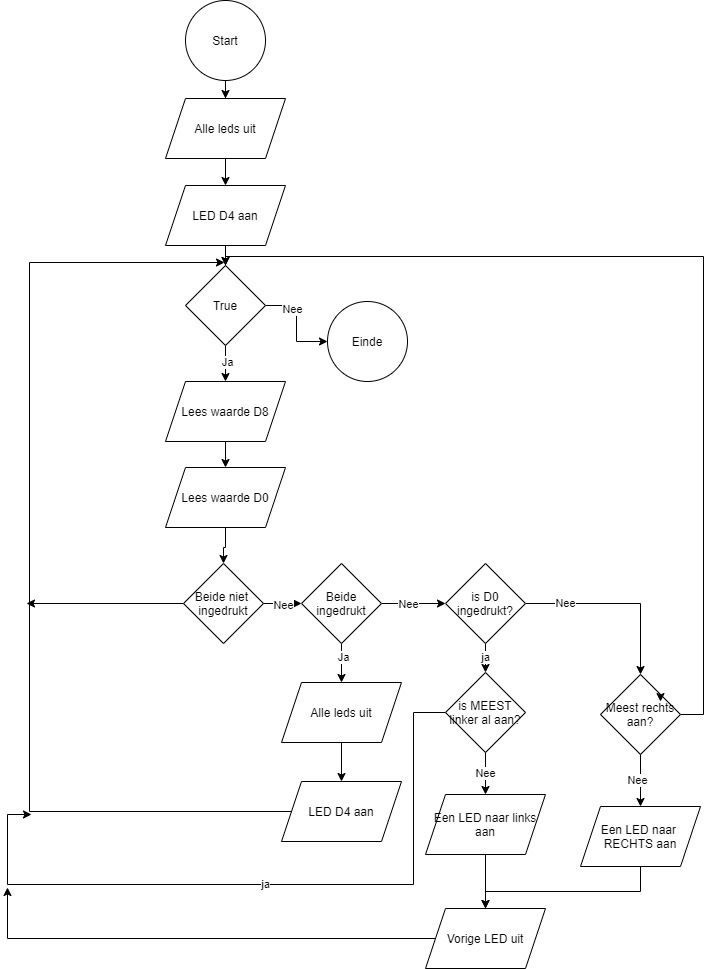 Start
Alle leds uit
LED D4 aan
True
Nee
Einde
Ja
Lees waarde D8
Lees waarde D0
Beide niet
ingedrukt
Nee
Beide
ingedrukt
Nee
is D0
ingedrukt?
Nee
Ja
ja
Alle leds uit
is MEEST
linker al aan?
Meest rechts
aan?
Nee
Nee
LED D4 aan
Een LED naar links
aan
Een LED naar
RECHTS aan
ja
Vorige LED uit